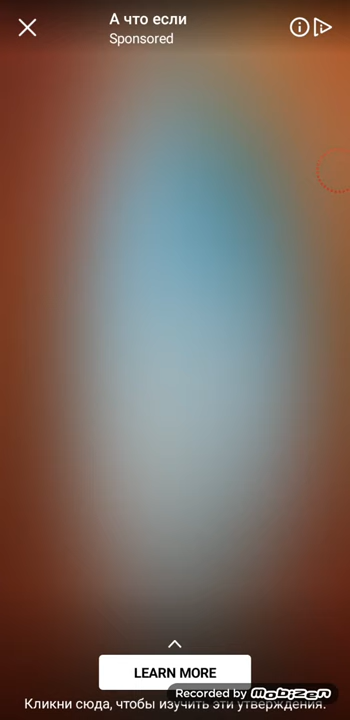 А что если
Sponsored
LEARN MORE
Recorded by MOBIZEN
Кликни сюда, чтобы изучить эти утверждения.